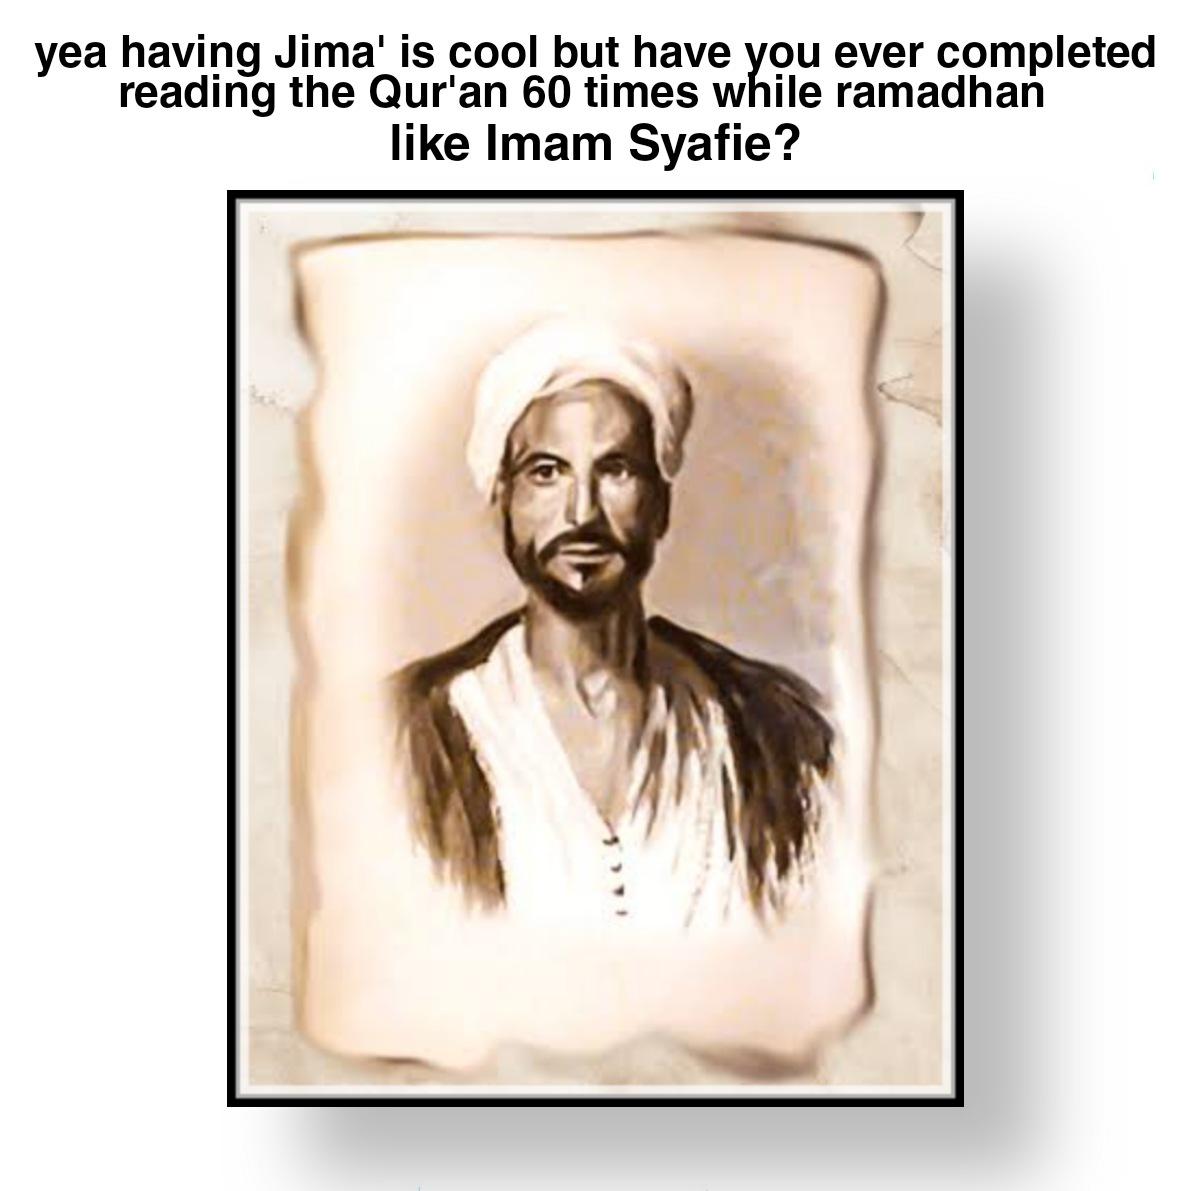 yea having Jima' is cool but have you ever completed
reading the Qur'an 60 times while ramadhan
like Imam Syafie?